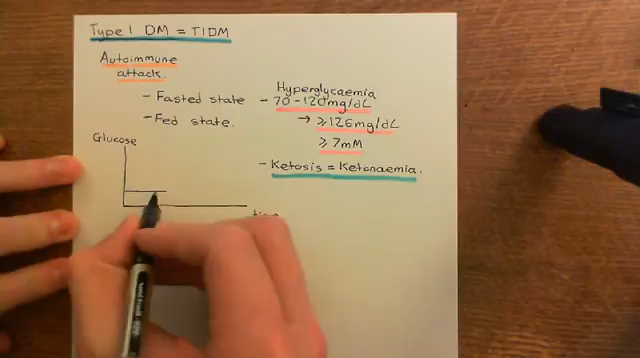 Type 1 DM = T1DM
Autoimmune
attack.
- Fasted state
- Fed state.
Hyperglycaemia
- 70 - 120mg/dL
→ ≥126mg/dL
≥ 7mM
- Ketosis = Ketonaemia.
Glucose